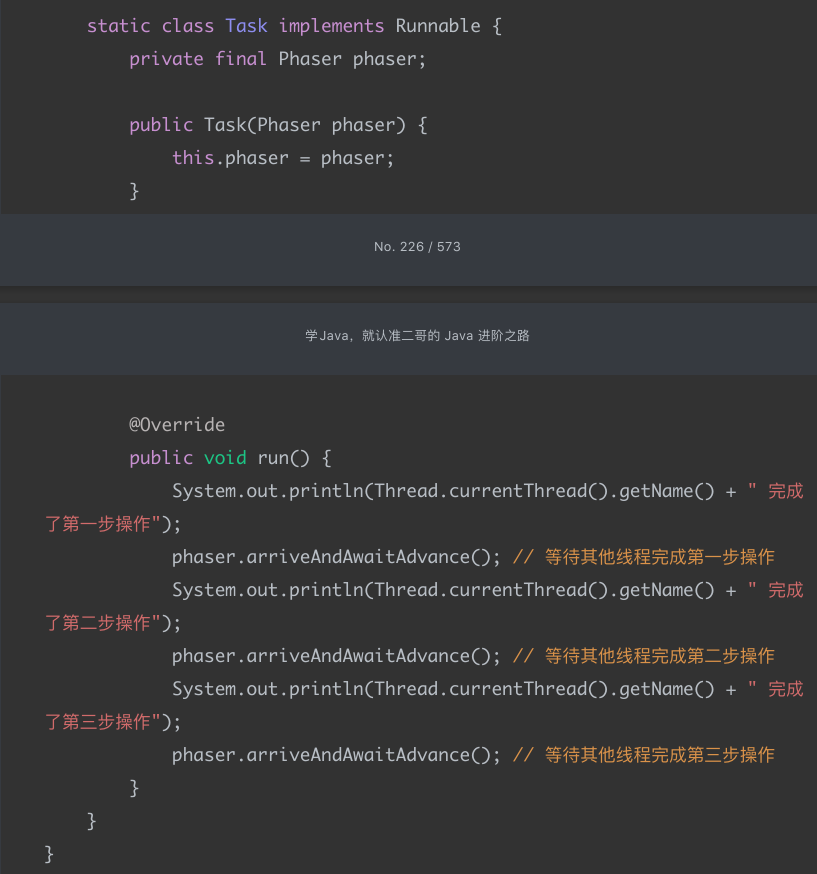 static class Task implements Runnable {
private final Phaser phaser;
public Task(Phaser phaser) {
this.phaser = phaser;
}
No. 226 / 573
学Java，就认准二哥的 Java 进阶之路
@Override
public void run() {
System.out.println(Thread.currentThread().getName() + " 完成
了第一步操作");
phaser.arriveAndAwaitAdvance(); // 等待其他线程完成第一步操作
System.out.println(Thread.currentThread().getName() + " 完成
了第二步操作");
phaser.arriveAndAwaitAdvance(); // 等待其他线程完成第二步操作
System.out.println(Thread.currentThread().getName() + " 完成
了第三步操作");
phaser.arriveAndAwaitAdvance(); // 等待其他线程完成第三步操作
}
}
}